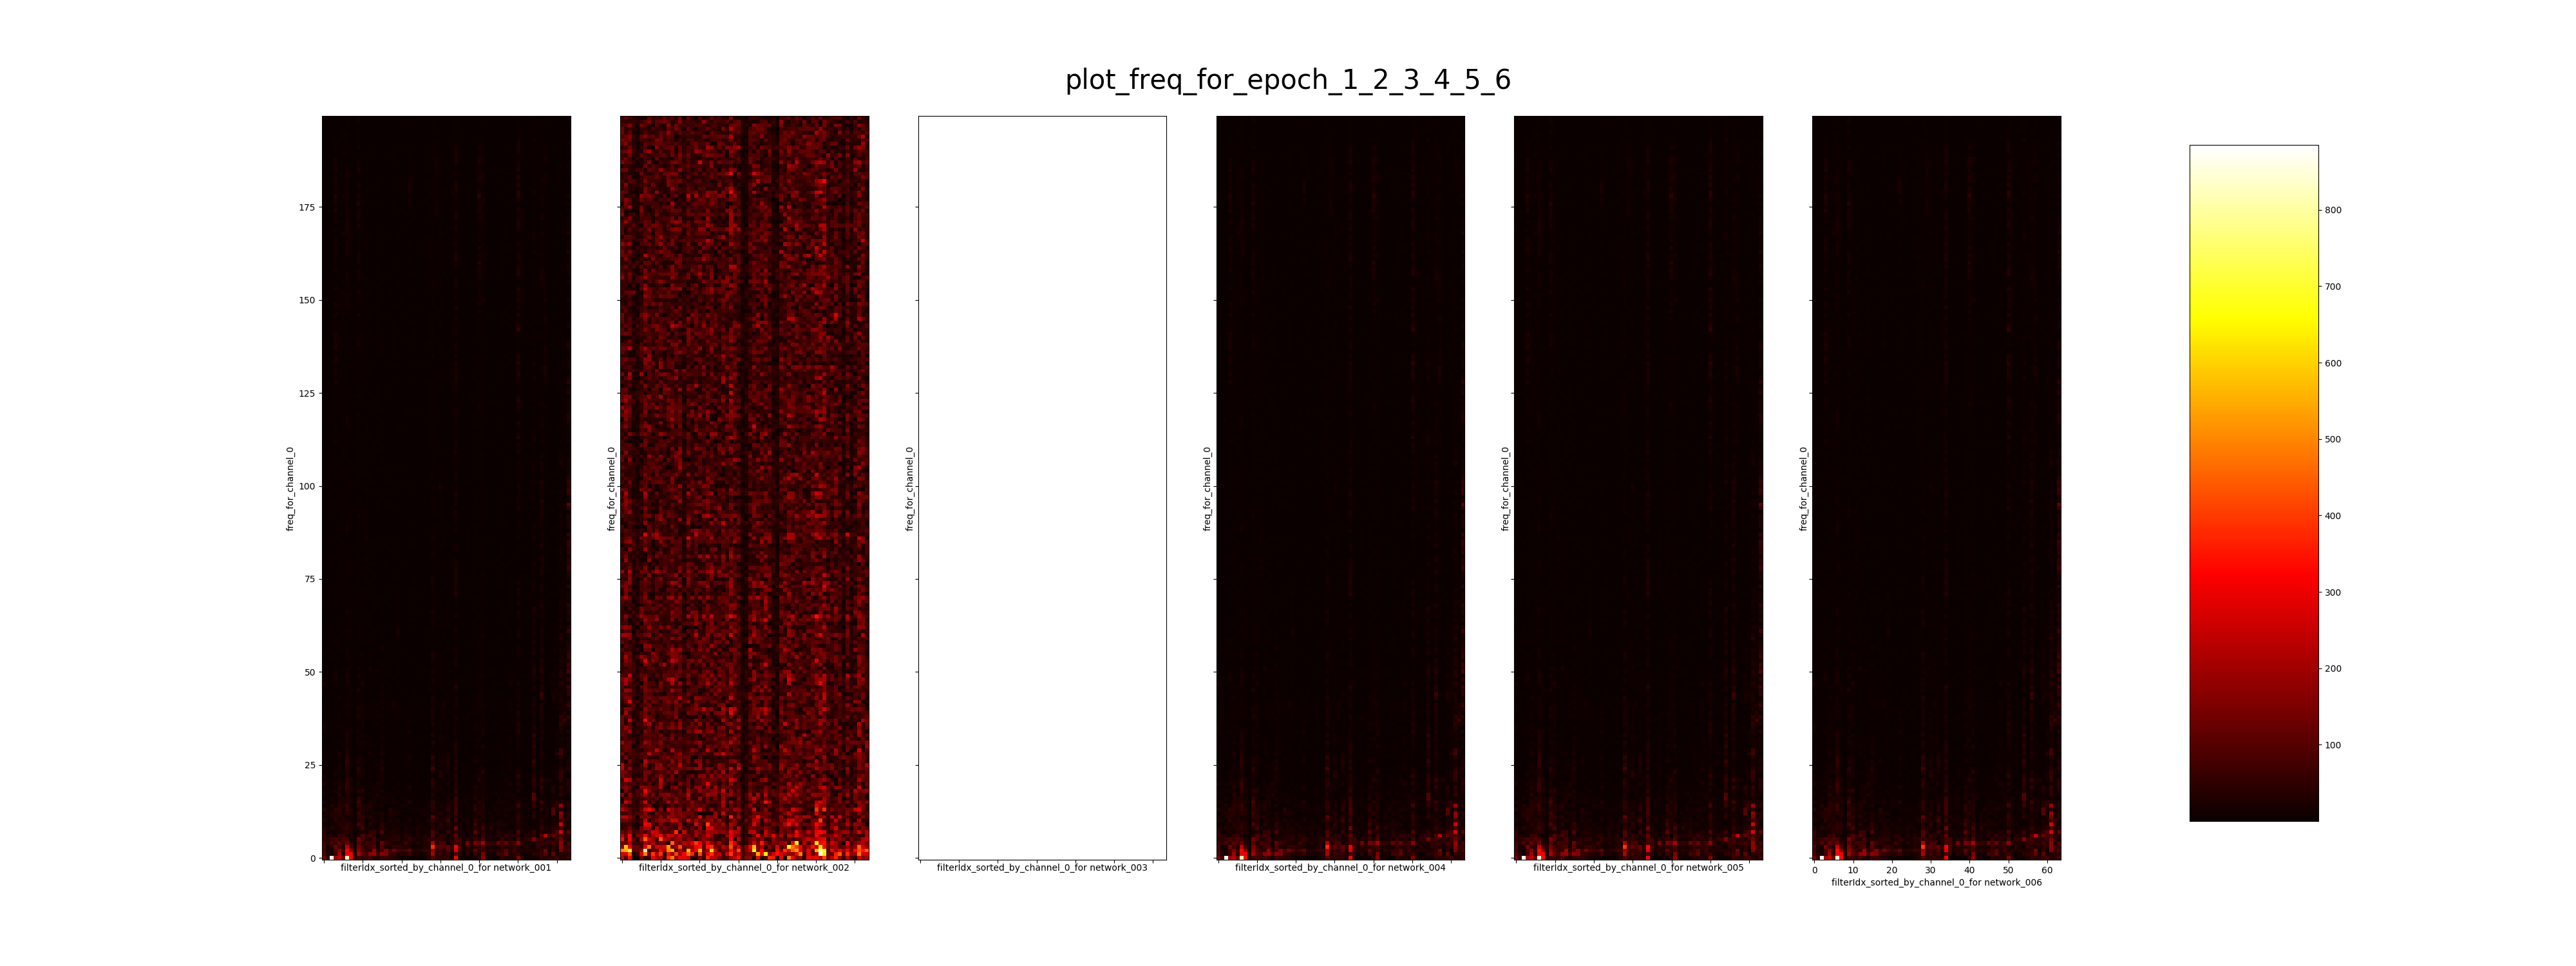 plot_freq_for_epoch_1_2_3_4_5_6
freq_for_channel_0
175
150
125
100
75
50
25
0
filterIdx_sorted_by_channel_0_for network_001
freq_for_channel_0
filterIdx_sorted_by_channel_0_for network_002
freq_for_channel_0
filterIdx_sorted_by_channel_0_for network_003
freq_for_channel_0
filterIdx_sorted_by_channel_0_for network_004
freq_for_channel_0
filterIdx_sorted_by_channel_0_for network_005
freq_for_channel_0
0 10 20 30 40 50 60
filterIdx_sorted_by_channel_0_for network_006
800
700
600
500
400
300
200
100